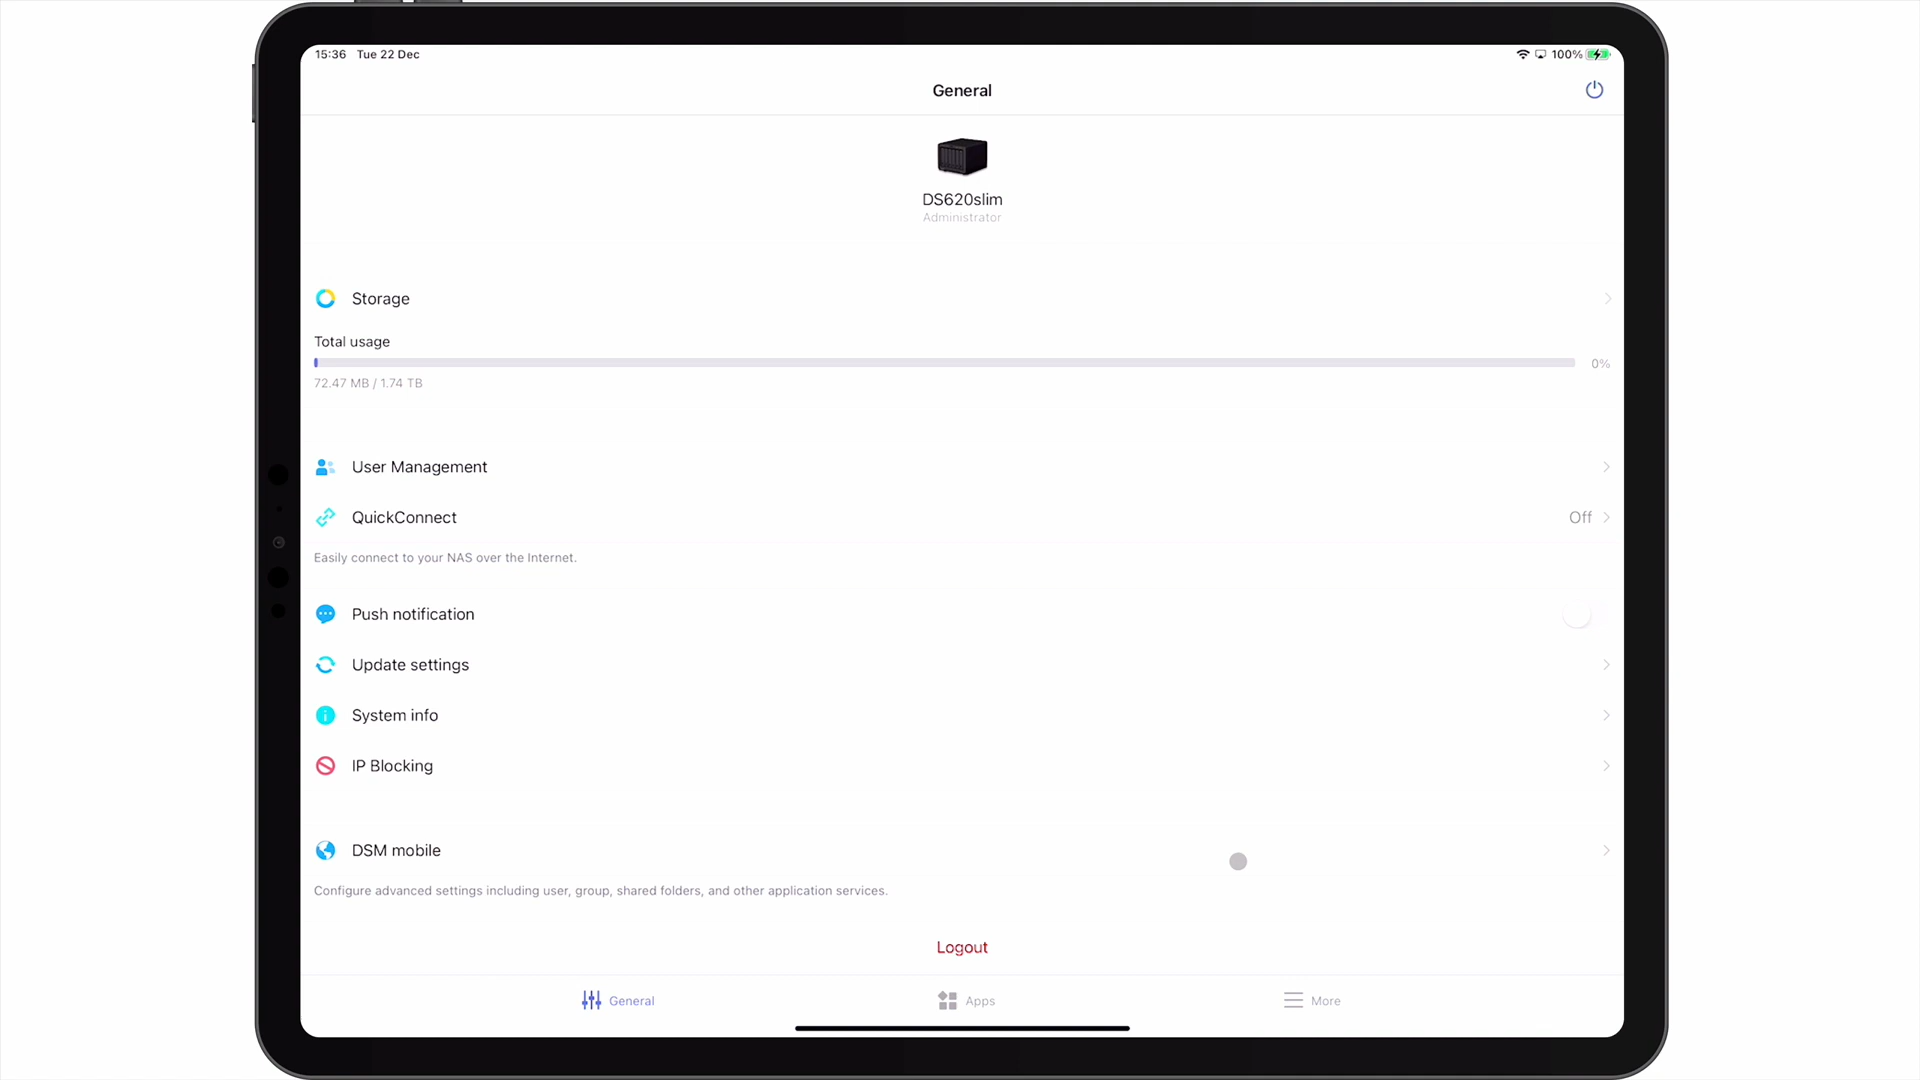 15:36 Tue 22 Dec
100%
General
DS620slim
Administrator
Storage
Total usage
0%
72.47 MB / 1.74 TB
User Management
QuickConnect
Off
Easily connect to your NAS over the Internet.
Push notification
Update settings
System info
IP Blocking
DSM mobile
Configure advanced settings including user, group, shared folders, and other application services.
Logout
General
Apps
More